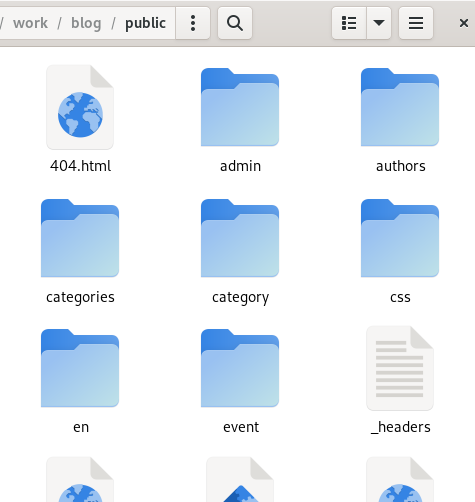 / work / blog / public
404.html
admin
authors
categories
category
css
en
event
_headers